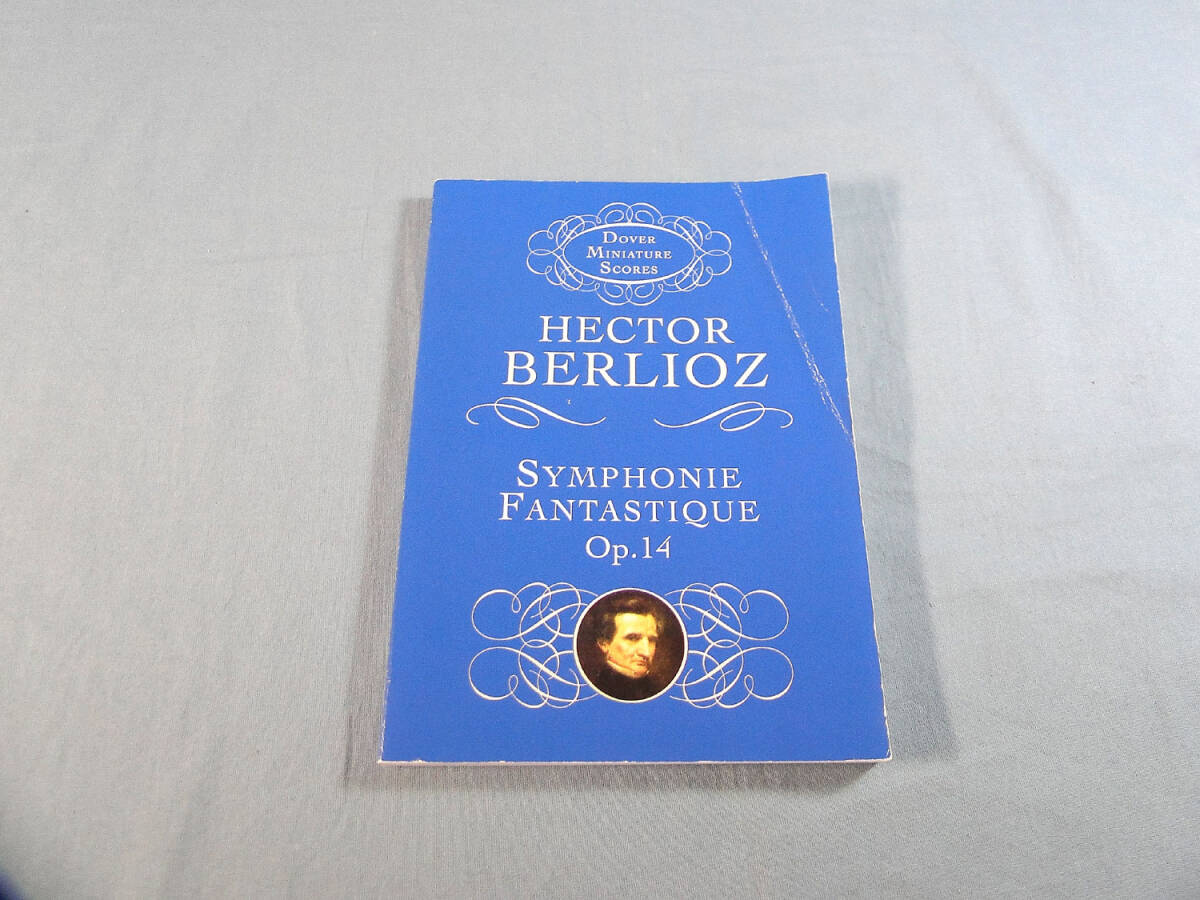 DOVER
MINIATURE
SCORES
HECTOR
BERLIOZ
SYMPHONIE
FANTASTIQUE
Op.14